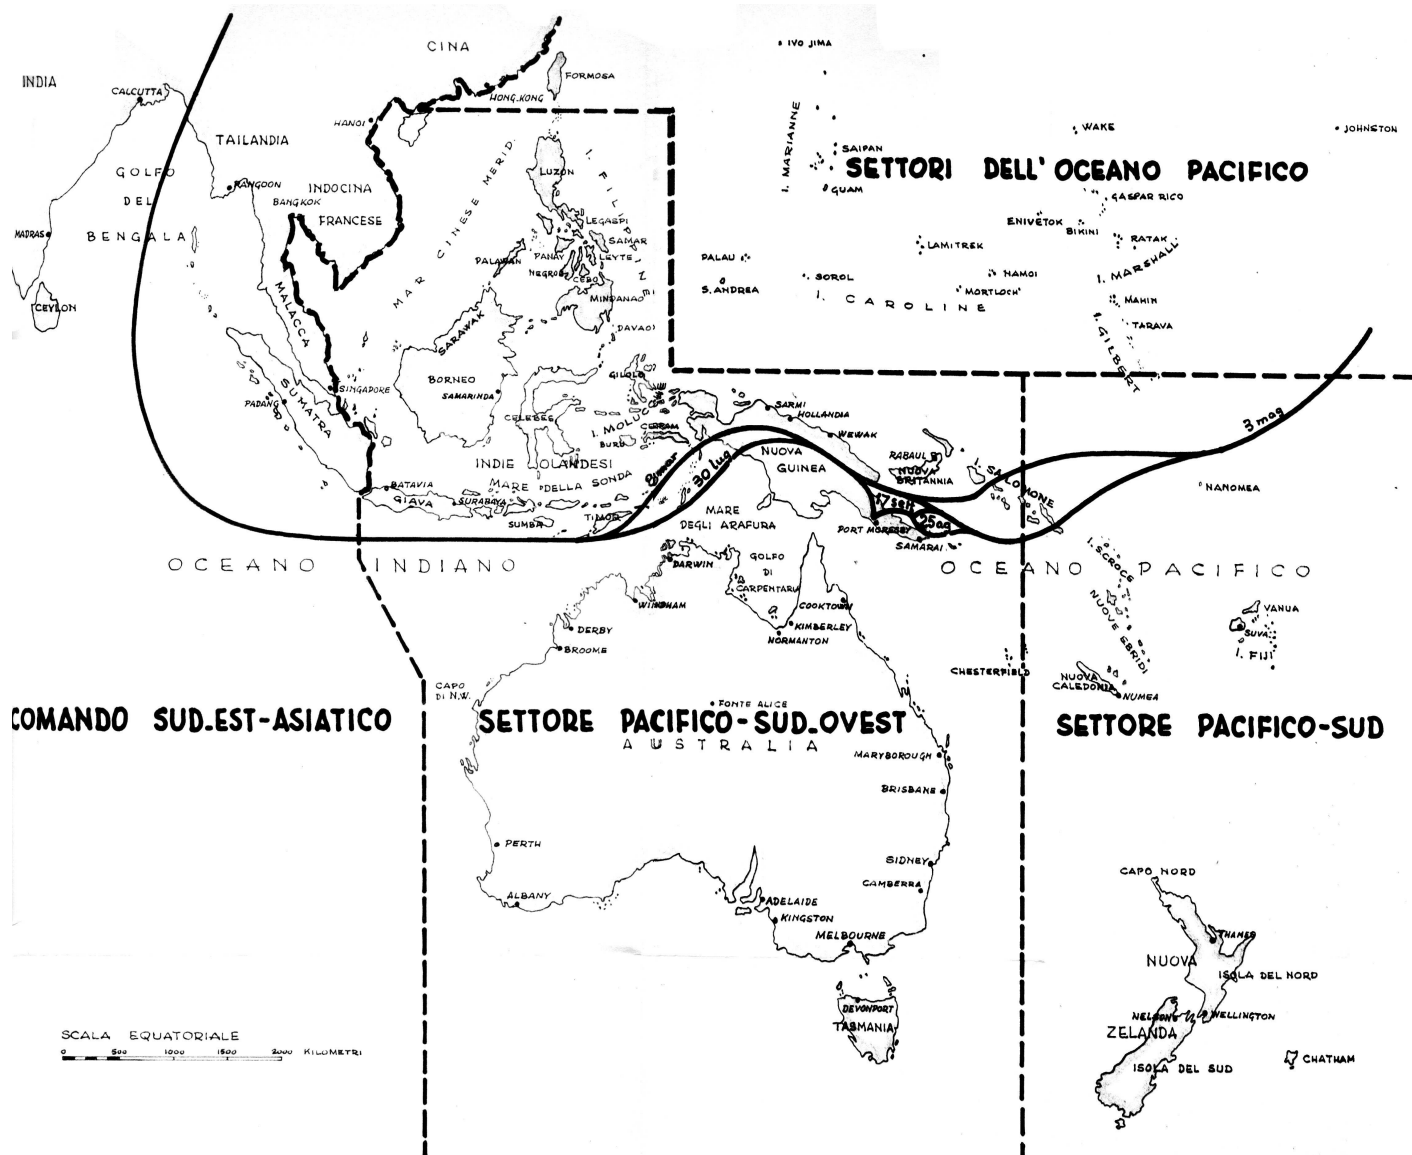 CINA
IVO JIMA
INDIA
FORMOSA
CALCUTTA
HONG-KONG
HANOI
WAKE
JOHNSTON
TAILANDIA
I. MARIANNE
SAIPAN
SETTORI DELL' OCEANO PACIFICO
GOLFO
DEL
BENGALA
RANGOON
INDOCINA
FRANCESE
BANGKOK
MAR CINESE MERID.
LUZON
I. FILIPPINE
GUAM
GASPAR RICO
ENIVETOK
BIKINI
MADRAS
LEGASPI
SAMAR
LEYTE
PALAWAN
PANAY
NEGROS
CEBO
MINDANAO
DAVAO
LAMITREK
RATAK
I. MARSHALL
PALAU
S. ANDREA
SOROL
NAMOI
MORTLOCK
I. CAROLINE
MAKIN
TARAVA
I. GILBERT
CEYLON
MALACCA
SARAWAK
BORNEO
SAMARINDA
SINGADORE
SUMATRA
PADANG
GILOLO
CELEBES
I. MOLUC
CERAM
BURU
SARMI
HOLLANDIA
WEWAK
3 mag
RABAUL
NUOVA
BRITANNIA
I. SALOMONE
NUOVA
GUINEA
INDIE OLANDESI
MARE DELLA SONDA
8 mar
30 lug
NANOMEA
BATAVIA
GIAVA
SURABAYA
SUMBA
TIMOR
MARE
DEGLI ARAFURA
17 sett
25 ag
PORT MORESBY
SAMARAI
OCEANO INDIANO
OCEANO PACIFICO
DARWIN
GOLFO
DI
CARPENTARU
I. S.CROCE
NUOVE EBRIDI
WINDHAM
COOKTOWN
VANUA
SUVA
I. FIJI
DERBY
BROOME
KIMBERLEY
NORMANTON
CHESTERFIELD
NUOVA
CALEDONIA
NUMEA
CAPO
DI N.W.
FONTE ALICE
COMANDO SUD-EST-ASIATICO
SETTORE PACIFICO-SUD-OVEST
SETTORE PACIFICO-SUD
AUSTRALIA
MARYBOROUGH
BRISBANE
PERTH
SIDNEY
CAMBERRA
CAPO NORD
ALBANY
ADELAIDE
KINGSTON
MELBOURNE
THAMES
NUOVA
ISOLA DEL NORD
DEVONPORT
TASMANIA
NELSON
WELLINGTON
ZELANDA
ISOLA DEL SUD
CHATHAM
SCALA EQUATORIALE
0 500 1000 1500 2000 KILOMETRI